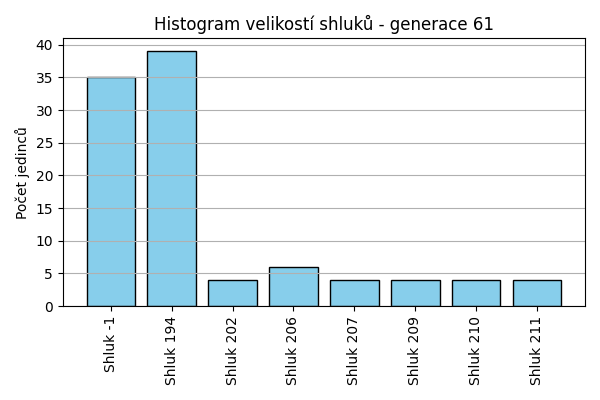 Histogram velikostí shluků - generace 61
Počet jedinců
40
35
30
25
20
15
10
5
0
Shluk -1
Shluk 194
Shluk 202
Shluk 206
Shluk 207
Shluk 209
Shluk 210
Shluk 211